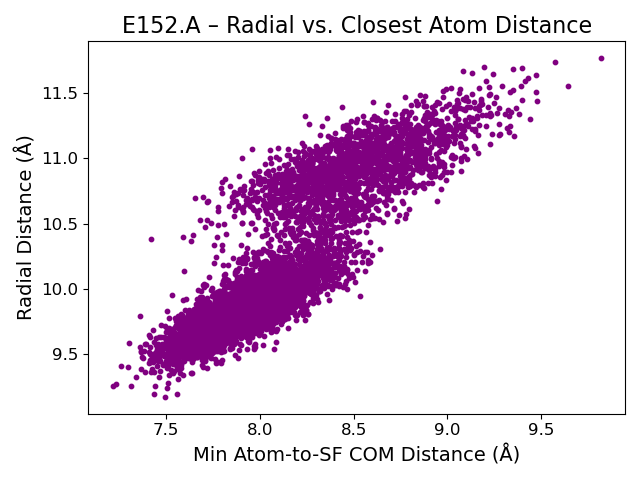 E152.A – Radial vs. Closest Atom Distance
Radial Distance (Å)
11.5
11.0
10.5
10.0
9.5
7.5 8.0 8.5 9.0 9.5
Min Atom-to-SF COM Distance (Å)